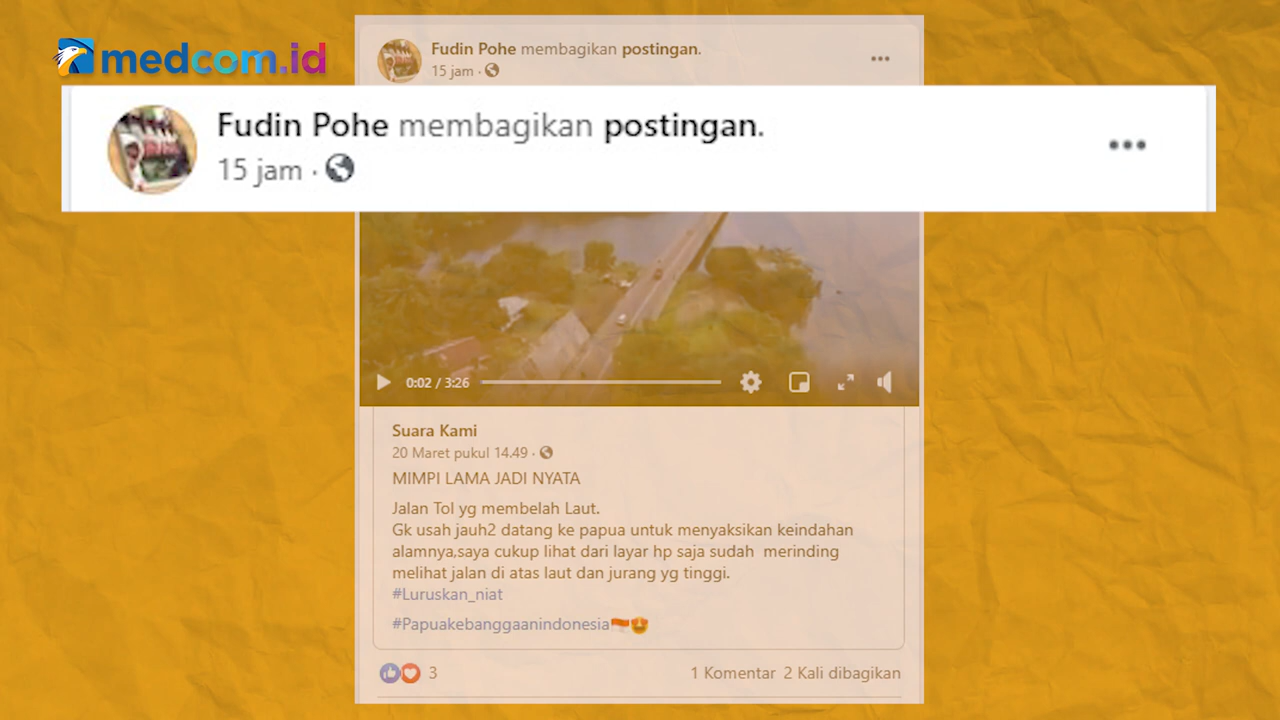 medcom.id
Fudin Pohe membagikan postingan.
15 jam ·
Fudin Pohe membagikan postingan.
15 jam ·
0:02 / 3:26
Suara Kami
20 Maret pukul 14.49 ·
MIMPI LAMA JADI NYATA
Jalan Tol yg membelah Laut.
Gk usah jauh2 datang ke papua untuk menyaksikan keindahan
alamnya,saya cukup lihat dari layar hp saja sudah merinding
melihat jalan di atas laut dan jurang yg tinggi.
#Luruskan_niat
#Papuakebanggaanindonesia🇮🇩😍
3
1 Komentar 2 Kali dibagikan